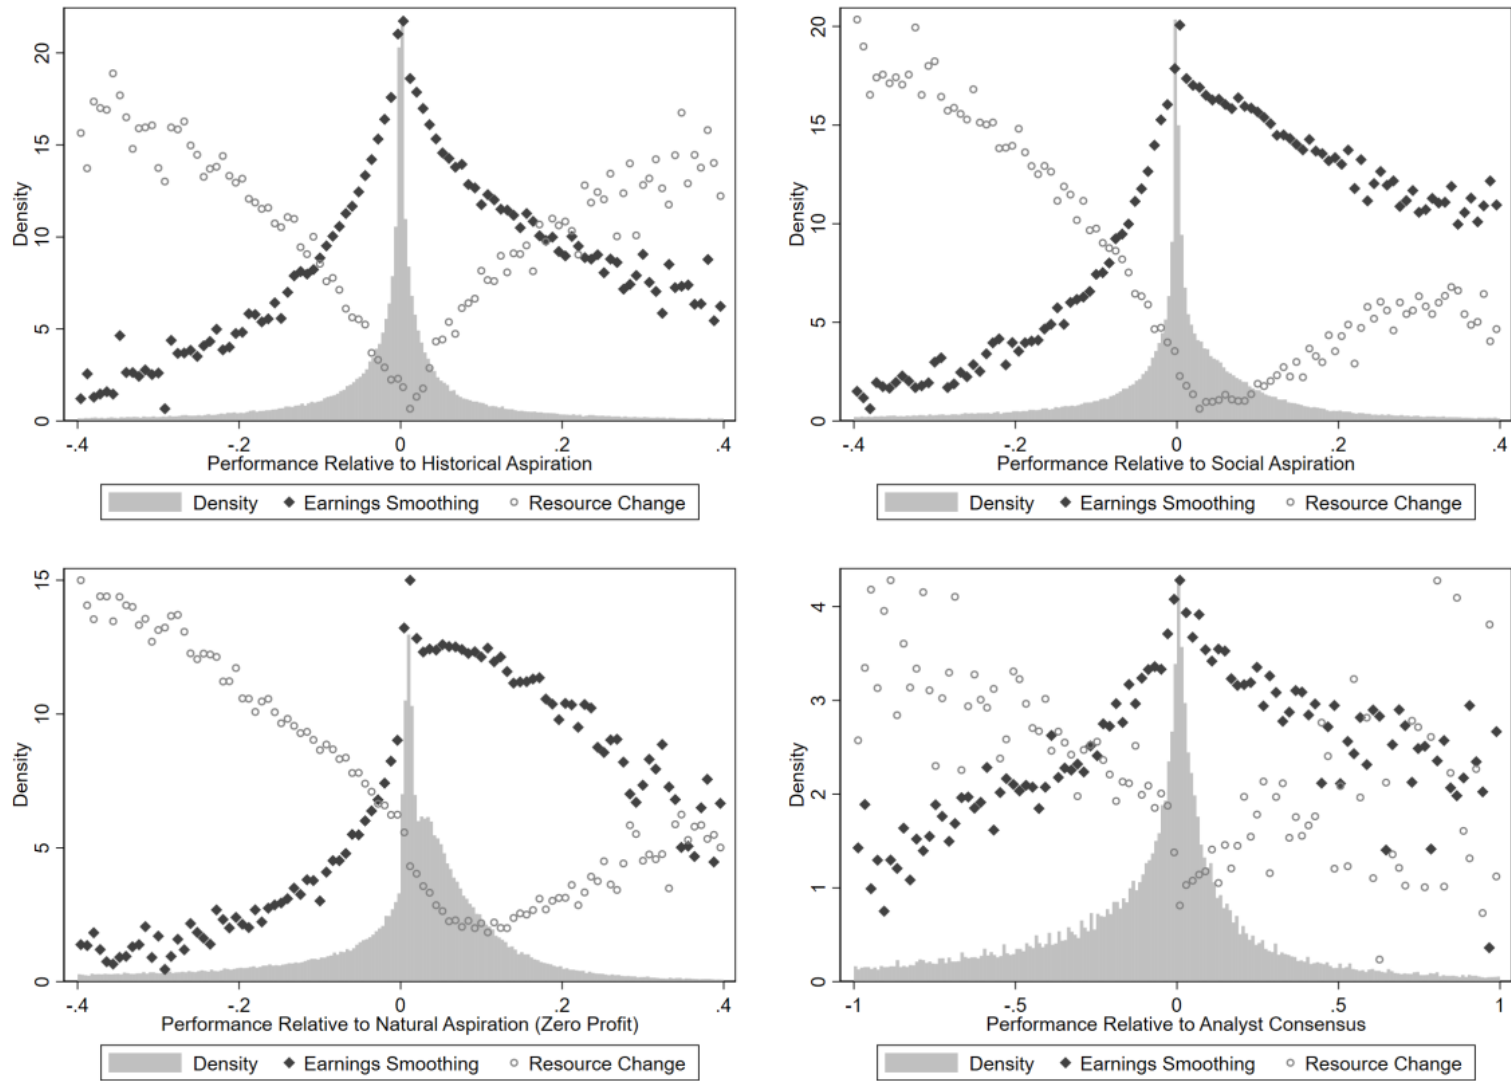 20
15
10
5
0
Density
-.4 -.2 0 .2 .4
Performance Relative to Historical Aspiration
Density Earnings Smoothing Resource Change
20
15
10
5
0
Density
-.4 -.2 0 .2 .4
Performance Relative to Social Aspiration
Density Earnings Smoothing Resource Change
15
10
5
0
Density
-.4 -.2 0 .2 .4
Performance Relative to Natural Aspiration (Zero Profit)
Density Earnings Smoothing Resource Change
4
3
2
1
0
Density
-1 -.5 0 .5 1
Performance Relative to Analyst Consensus
Density Earnings Smoothing Resource Change